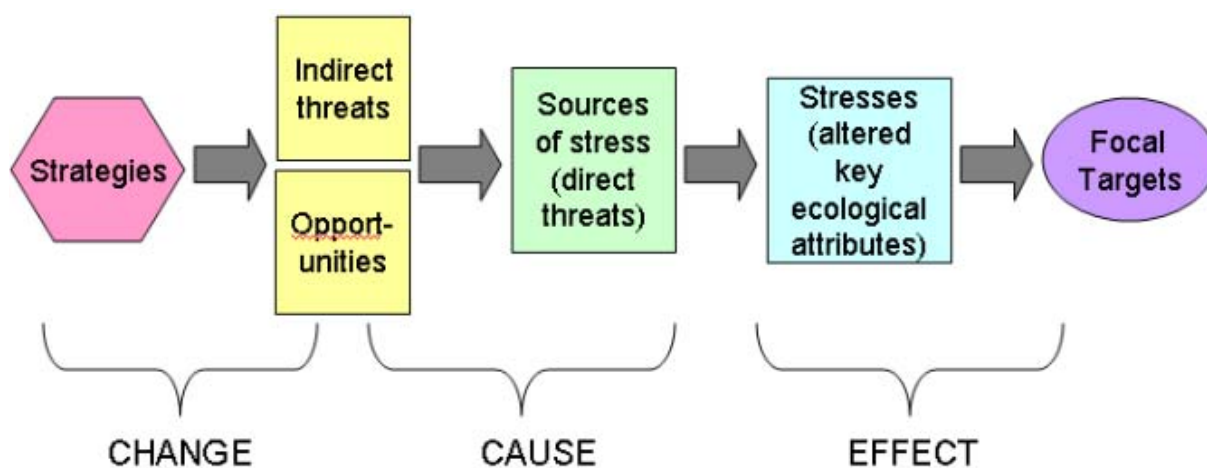 Strategies
Indirect
threats
Opport-
unities
Sources
of stress
(direct
threats)
Stresses
(altered
key
ecological
attributes)
Focal
Targets
CHANGE
CAUSE
EFFECT